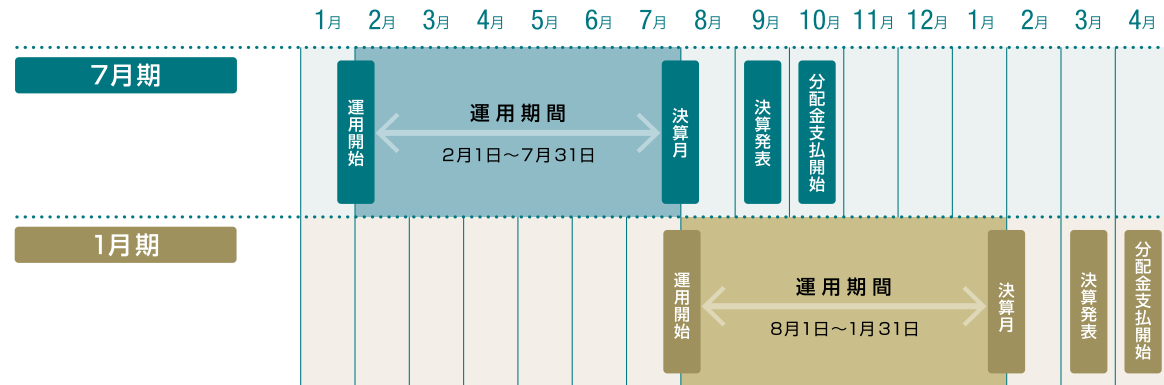 1月 2月 3月 4月 5月 6月 7月 8月 9月 10月 11月 12月 1月 2月 3月 4月
7月期
運用開始
運用期間
2月1日～7月31日
決算月
決算発表
分配金支払開始
1月期
運用開始
運用期間
8月1日～1月31日
決算月
決算発表
分配金支払開始